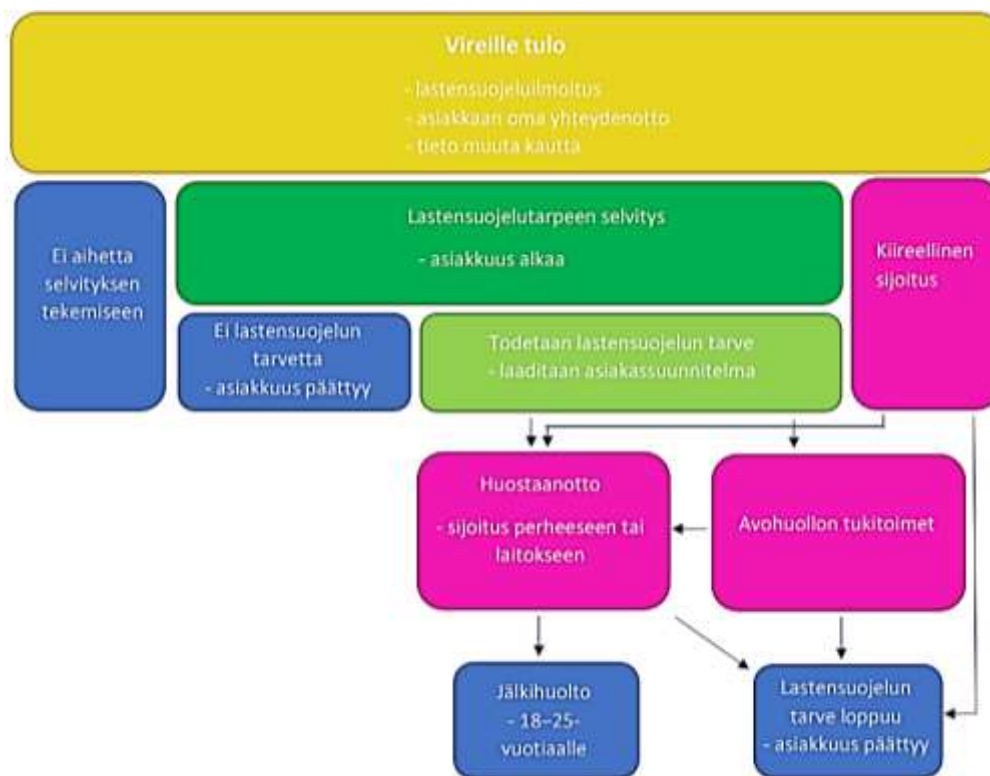 Vireille tulo
- lastensuojeluilmoitus
- asiakkaan oma yhteydenotto
- tieto muuta kautta
Ei aihetta
selvityksen
tekemiseen
Lastensuojelutarpeen selvitys
- asiakkuus alkaa
Kiireellinen
sijoitus
Ei lastensuojelun
tarvetta
- asiakkuus päättyy
Todetaan lastensuojelun tarve
- laaditaan asiakassuunnitelma
Huostaanotto
- sijoitus perheeseen tai
laitokseen
Avohuollon tukitoimet
Jälkihuolto
- 18–25-
vuotiaalle
Lastensuojelun
tarve loppuu
- asiakkuus päättyy